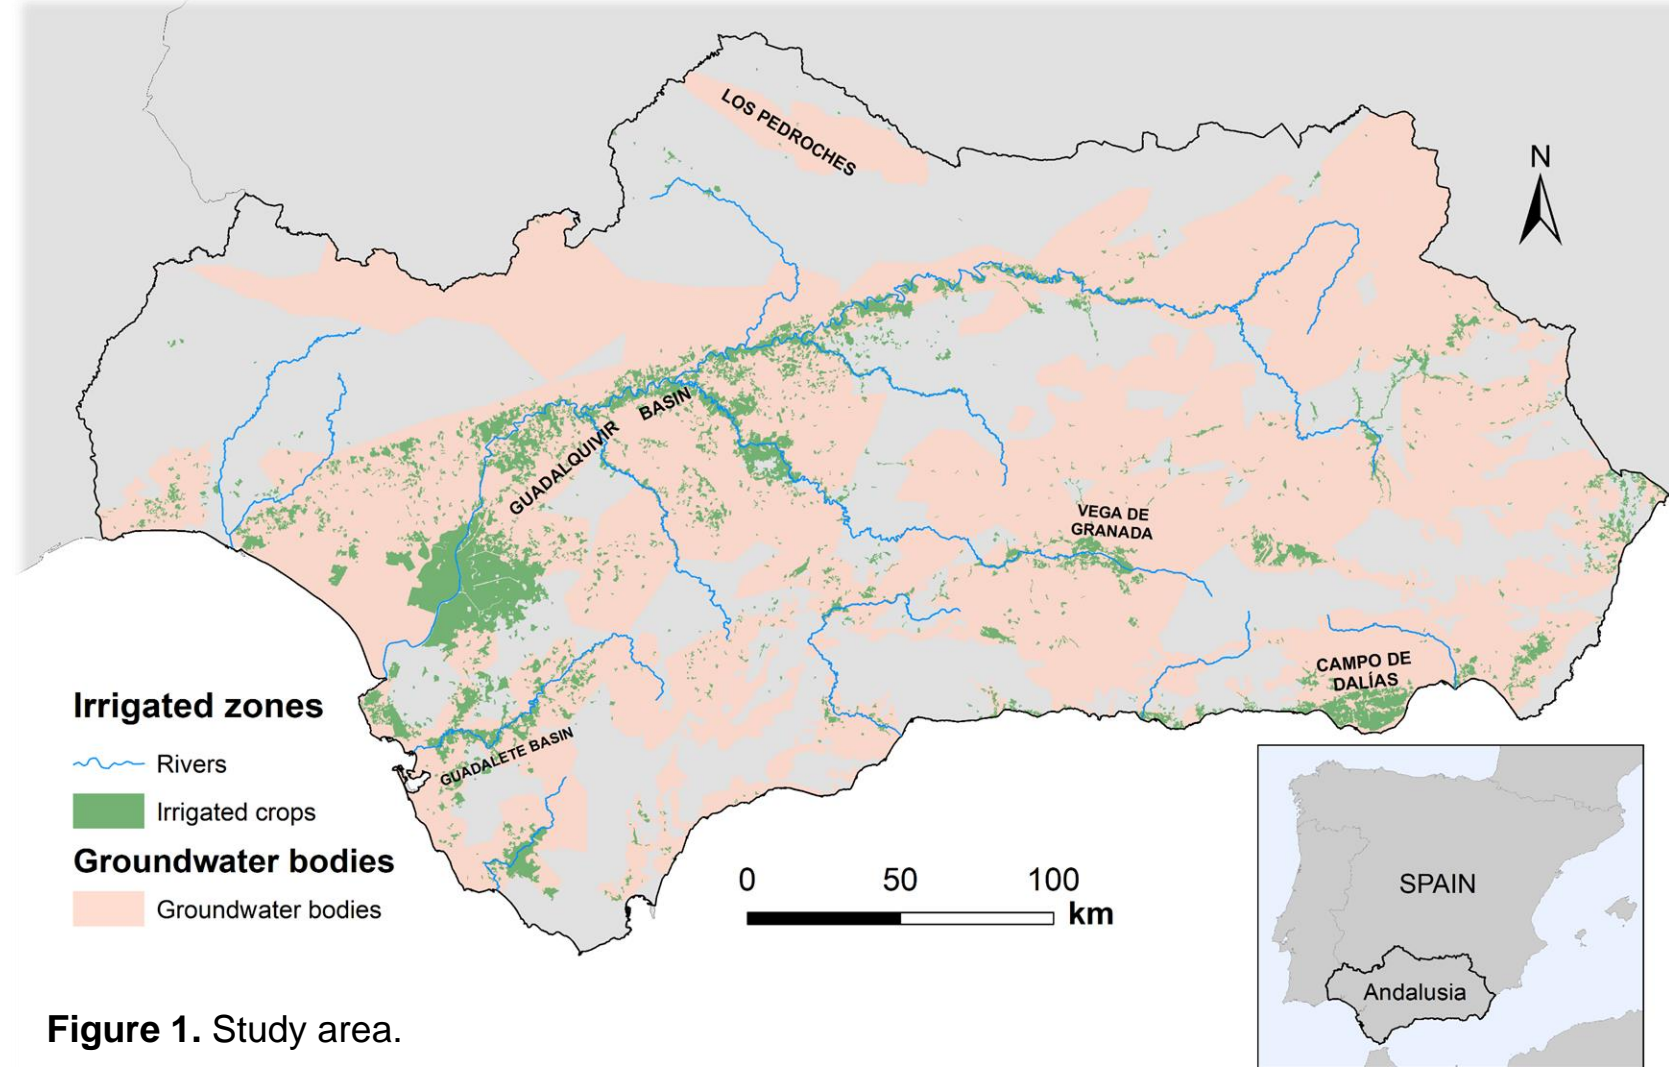 LOS PEDROCHES
N
GUADALQUIVIR BASIN
VEGA DE
GRANADA
CAMPO DE
DALÍAS
GUADALETE BASIN
Irrigated zones
Rivers
Irrigated crops
Groundwater bodies
Groundwater bodies
0 50 100
km
SPAIN
Andalusia
Figure 1. Study area.